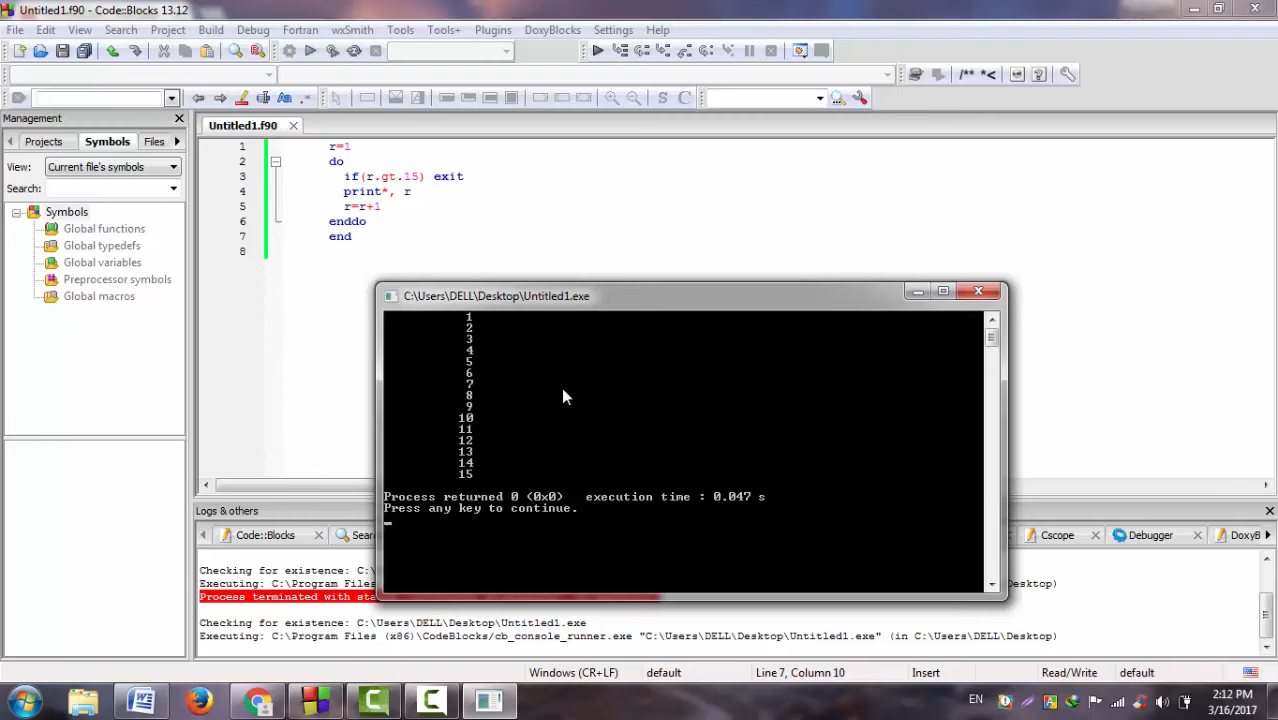 Untitled1.f90 - Code::Blocks 13.12
File Edit View Search Project Build Debug Fortran wxSmith Tools Tools+ Plugins DoxyBlocks Settings Help
/** *<
S C
Management
Untitled1.f90
Projects Symbols Files
View: Current file's symbols
Search:
Symbols
Global functions
Global typedefs
Global variables
Preprocessor symbols
Global macros
1 r=1
2 do
3 if(r.gt.15) exit
4 print*, r
5 r=r+1
6 enddo
7 end
8
C:\Users\DELL\Desktop\Untitled1.exe
1
2
3
4
5
6
7
8
9
10
11
12
13
14
15
Process returned 0 (0x0) execution time : 0.047 s
Press any key to continue.
Logs & others
Code::Blocks Sear Cscope Debugger DoxyB
Checking for existence: C:\
Executing: C:\Program Files Desktop)
Process terminated with sta
Checking for existence: C:\Users\DELL\Desktop\Untitled1.exe
Executing: C:\Program Files (x86)\CodeBlocks/cb_console_runner.exe "C:\Users\DELL\Desktop\Untitled1.exe" (in C:\Users\DELL\Desktop)
Windows (CR+LF) default Line 7, Column 10 Insert Read/Write default
EN
2:12 PM
3/16/2017